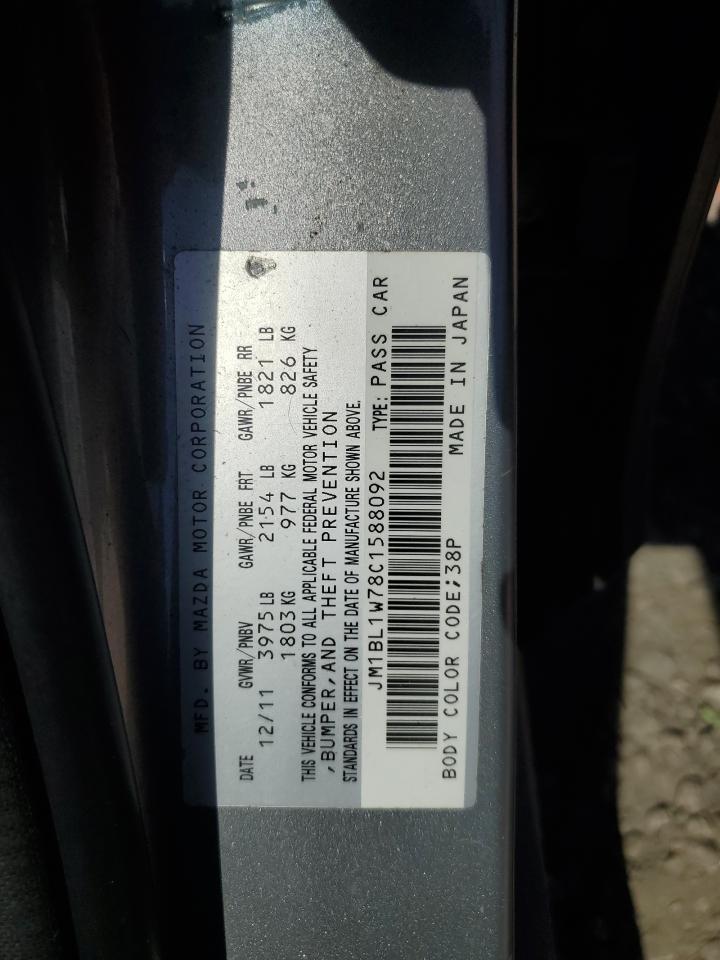 MFD. BY MAZDA MOTOR CORPORATION
DATE GVWR/PNBV GAWR/PNBE FRT GAWR/PNBE RR
12/11 3975 LB 2154 LB 1821 LB
1803 KG 977 KG 826 KG
THIS VEHICLE CONFORMS TO ALL APPLICABLE FEDERAL MOTOR VEHICLE SAFETY
,BUMPER,AND THEFT PREVENTION
STANDARDS IN EFFECT ON THE DATE OF MANUFACTURE SHOWN ABOVE.
JM1BL1W78C1588092 TYPE: PASS CAR
BODY COLOR CODE;38P MADE IN JAPAN